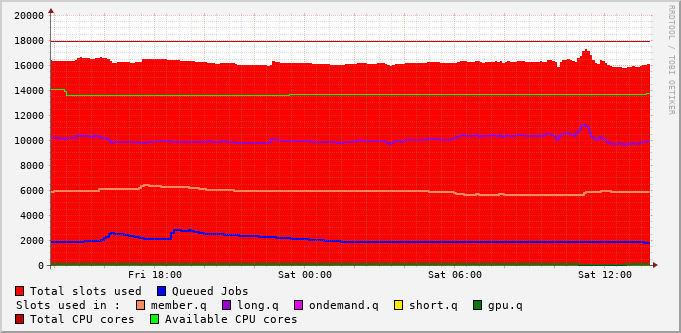 20000
18000
16000
14000
12000
10000
8000
6000
4000
2000
0
Fri 18:00 Sat 00:00 Sat 06:00 Sat 12:00
Total slots used Queued Jobs
Slots used in : member.q long.q ondemand.q short.q gpu.q
Total CPU cores Available CPU cores
RRDTOOL / TOBI OETIKER